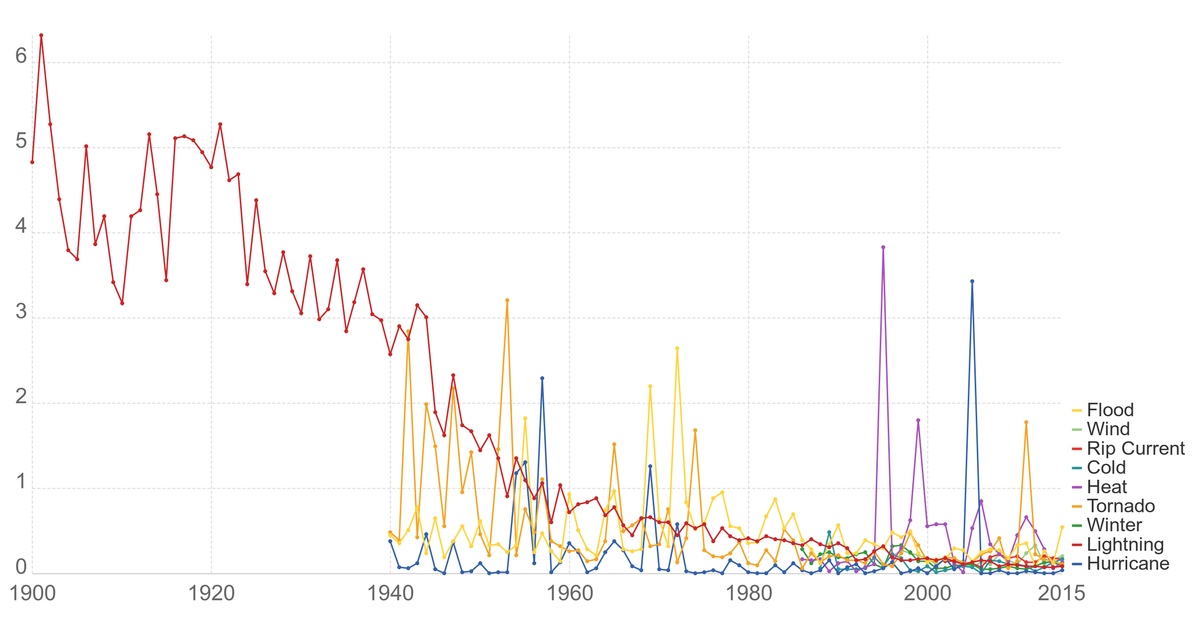 6
5
4
3
2
1
0
1900 1920 1940 1960 1980 2000 2015
Flood
Wind
Rip Current
Cold
Heat
Tornado
Winter
Lightning
Hurricane